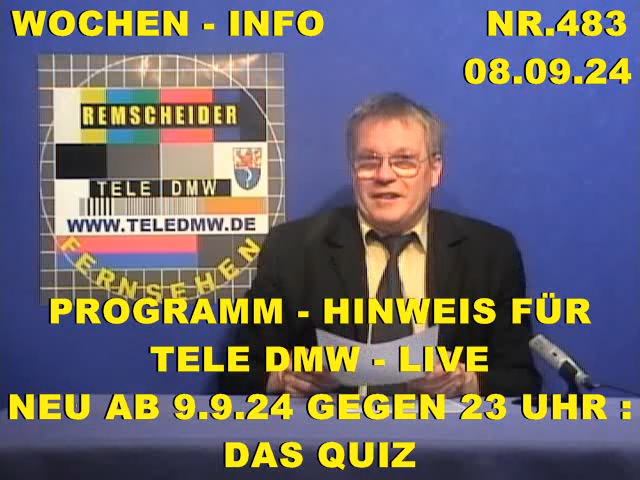 WOCHEN - INFO NR.483
08.09.24
REMSCHEIDER
TELE DMW
WWW.TELEDMW.DE
FERNSEHEN
PROGRAMM - HINWEIS FÜR
TELE DMW - LIVE
NEU AB 9.9.24 GEGEN 23 UHR :
DAS QUIZ